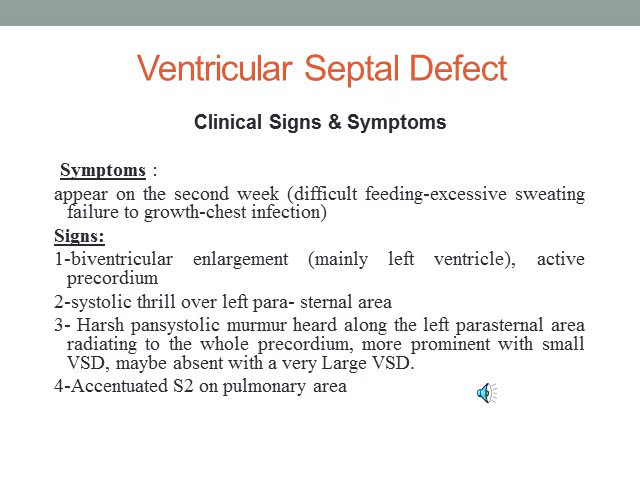 Ventricular Septal Defect
Clinical Signs & Symptoms
Symptoms :
appear on the second week (difficult feeding-excessive sweating
failure to growth-chest infection)
Signs:
1-biventricular enlargement (mainly left ventricle), active
precordium
2-systolic thrill over left para- sternal area
3- Harsh pansystolic murmur heard along the left parasternal area
radiating to the whole precordium, more prominent with small
VSD, maybe absent with a very Large VSD.
4-Accentuated S2 on pulmonary area